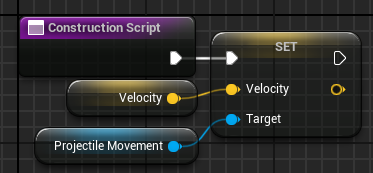 Construction Script
SET
Velocity
Velocity
Projectile Movement
Target